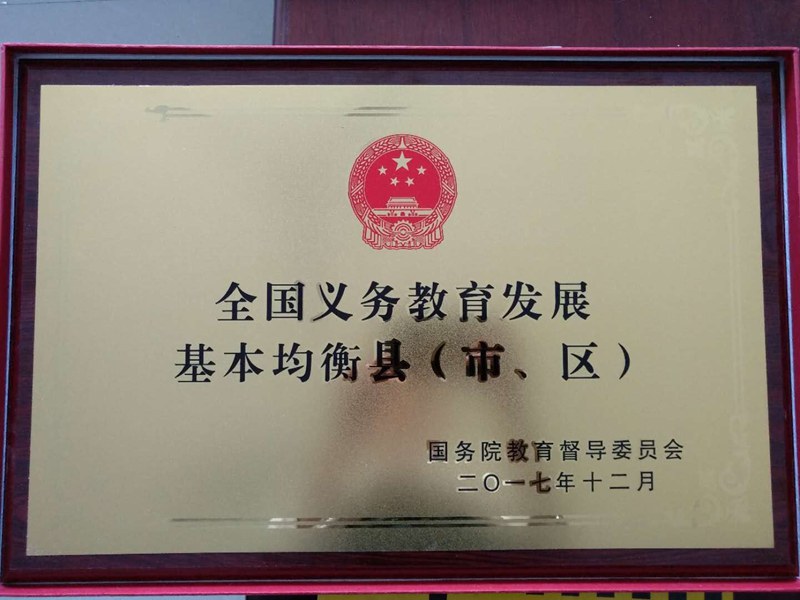 全国义务教育发展
基本均衡县（市、区）
国务院教育督导委员会
二〇一七年十二月